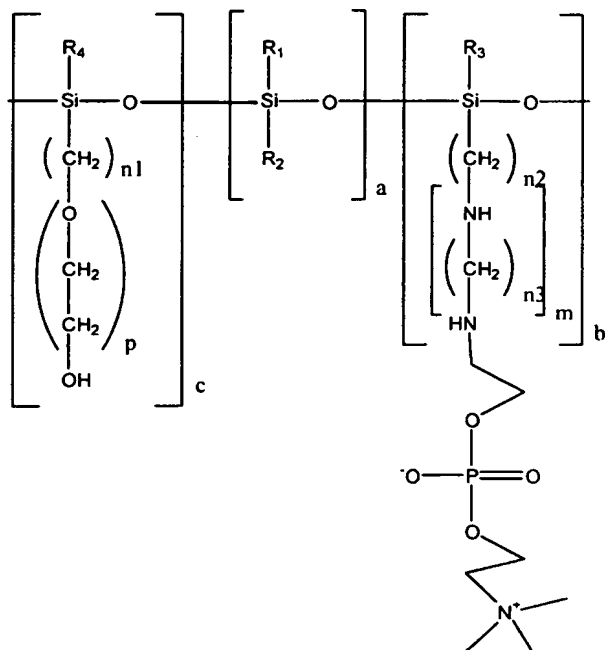 R4 R1 R3
Si O Si O Si O
(CH2)n1 R2 a (CH2)n2
O NH
CH2 (CH2)n3 m
CH2 p HN b
OH c
O
-O P O
O
N+